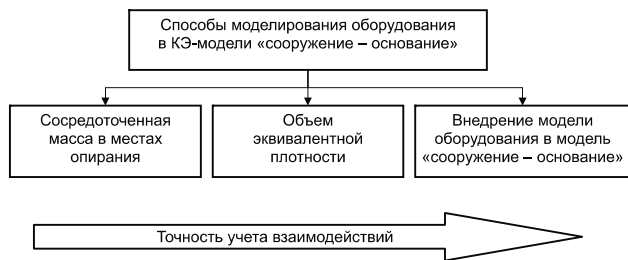 Способы моделирования оборудования
в КЭ-модели «сооружение – основание»
Сосредоточенная
масса в местах
опирания
Объем
эквивалентной
плотности
Внедрение модели
оборудования в модель
«сооружение – основание»
Точность учета взаимодействий